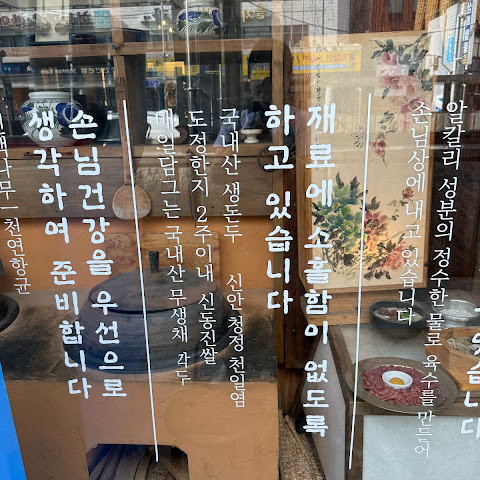 알칼리 성분의 정수한 물로 육수를 만들어
손님상에 내고 있습니다
재료에 소홀함이 없도록
하고 있습니다
국내산 생돈두 신안청정 천일염
도정한지 2주이내 신동진쌀
매일담그는 국내산 무생채 깍두
손님건강을 우선으로
생각하여 준비합니다
천연항균